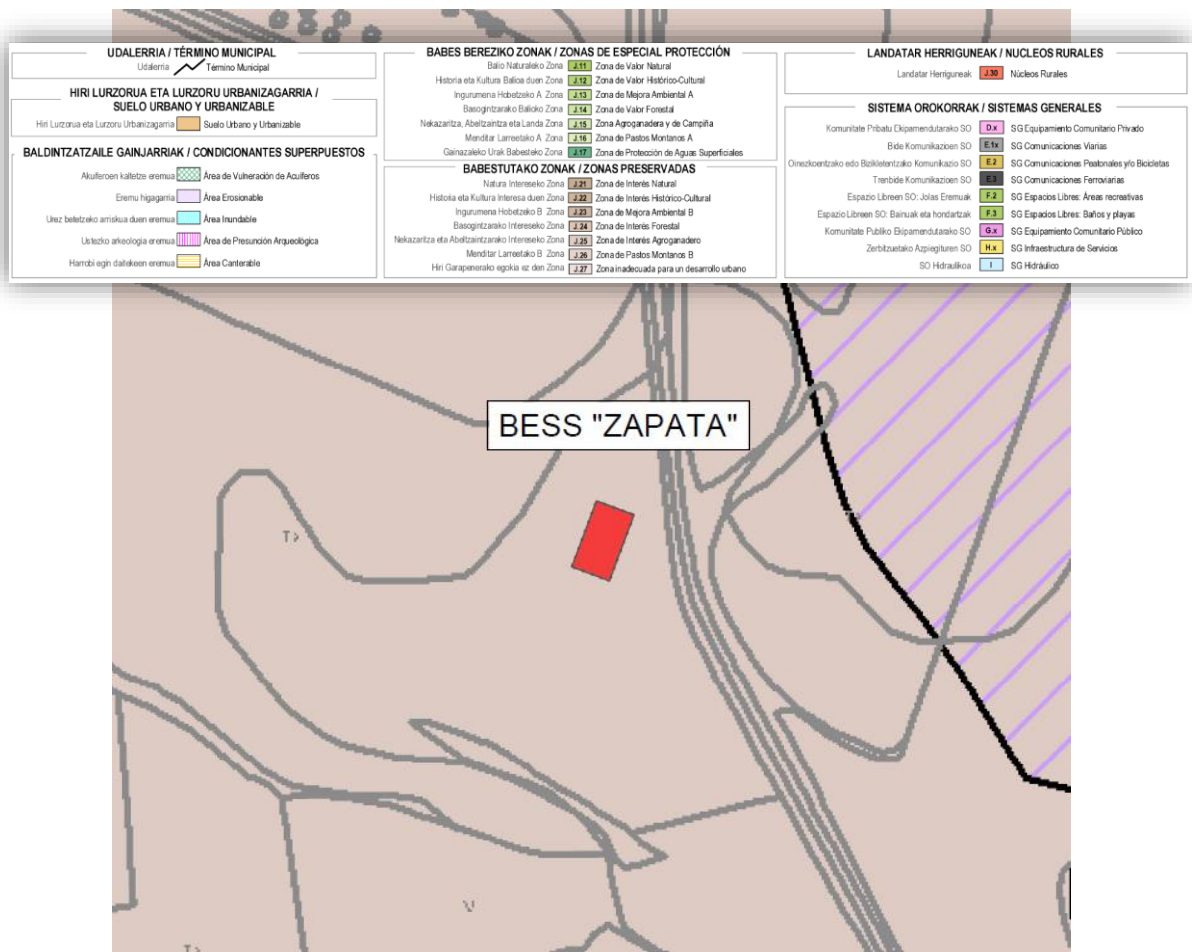 UDALERRIA / TÉRMINO MUNICIPAL
Udalerria Término Municipal
HIRI LURZORUA ETA LURZORU URBANIZAGARRIA /
SUELO URBANO Y URBANIZABLE
Hiri Lurzorua eta Lurzoru Urbanizagarria Suelo Urbano y Urbanizable
BALDINTZATZAILE GAINJARRIAK / CONDICIONANTES SUPERPUESTOS
Akuiferoen kaltetze eremua Área de Vulneración de Acuíferos
Eremu higagarria Área Erosionable
Urez betetzeko arriskua duen eremua Área Inundable
Ustezko arkeologia eremua Área de Presunción Arqueológica
Harrobi egin daitekeen eremua Área Canterable
BABES BEREZIKO ZONAK / ZONAS DE ESPECIAL PROTECCIÓN
Balio Naturaleko Zona J.11 Zona de Valor Natural
Historia eta Kultura Balioa duen Zona J.12 Zona de Valor Histórico-Cultural
Ingurumena Hobetzeko A Zona J.13 Zona de Mejora Ambiental A
Basogintzarako Balioko Zona J.14 Zona de Valor Forestal
Nekazaritza, Abeltzaintza eta Landa Zona J.15 Zona Agroganadera y de Campiña
Menditar Larreetako A Zona J.16 Zona de Pastos Montanos A
Gainazaleko Urak Babesteko Zona J.17 Zona de Protección de Aguas Superficiales
BABESTUTAKO ZONAK / ZONAS PRESERVADAS
Natura Intereseko Zona J.21 Zona de Interés Natural
Historia eta Kultura Interesa duen Zona J.22 Zona de Interés Histórico-Cultural
Ingurumena Hobetzeko B Zona J.23 Zona de Mejora Ambiental B
Basogintzarako Intereseko Zona J.24 Zona de Interés Forestal
Nekazaritza eta Abeltzaintzarako Intereseko Zona J.25 Zona de Interés Agroganadero
Menditar Larreetako B Zona J.26 Zona de Pastos Montanos B
Hiri Garapenerako egokia ez den Zona J.27 Zona inadecuada para un desarrollo urbano
LANDATAR HERRIGUNEAK / NUCLEOS RURALES
Landatar Herriguneak J.30 Núcleos Rurales
SISTEMA OROKORRAK / SISTEMAS GENERALES
Komunitate Pribatu Ekipamendutarako SO D.x SG Equipamiento Comunitario Privado
Bide Komunikazioen SO E.1x SG Comunicaciones Viarias
Oinezkoentzako edo Bizikletentzako Komunikazio SO E.2 SG Comunicaciones Peatonales y/o Bicicletas
Trenbide Komunikazioen SO E.3 SG Comunicaciones Ferroviarias
Espazio Libreen SO: Jolas Eremuak F.2 SG Espacios Libres: Áreas recreativas
Espazio Libreen SO: Bainuak eta hondartzak F.3 SG Espacios Libres: Baños y playas
Komunitate Publiko Ekipamendutarako SO G.x SG Equipamiento Comunitario Público
Zerbitzuetako Azpiegituren SO H.x SG Infraestructura de Servicios
SO Hidraulikoa I SG Hidráulico
BESS "ZAPATA"